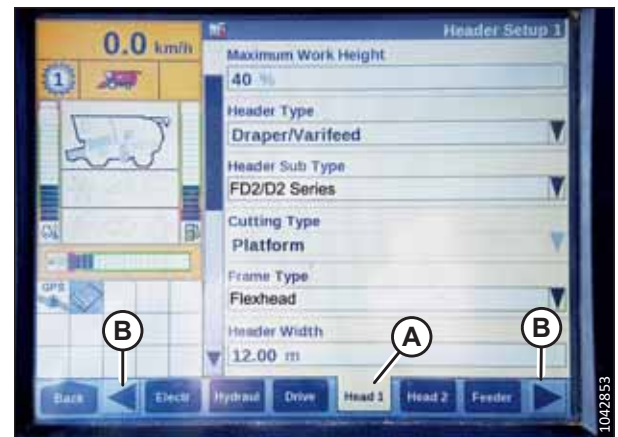 0.0 km/h
Header Setup 1
1
Maximum Work Height
40 %
Header Type
Draper/Varifeed
Header Sub Type
FD2/D2 Series
Cutting Type
Platform
Frame Type
Flexhead
GPS
Header Width
12.00 m
B
A
B
Back
Electr
Hydraul
Drive
Head 1
Head 2
Feeder
1042853